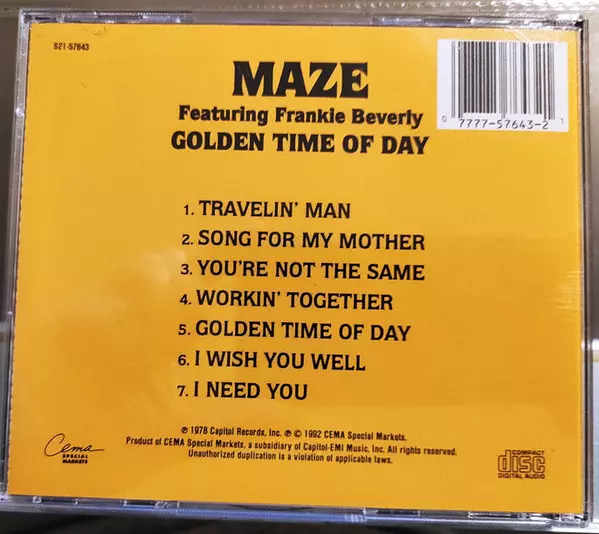 S21-57643
MAZE
Featuring Frankie Beverly
GOLDEN TIME OF DAY
0 7777-57643-2 1
1. TRAVELIN' MAN
2. SONG FOR MY MOTHER
3. YOU'RE NOT THE SAME
4. WORKIN' TOGETHER
5. GOLDEN TIME OF DAY
6. I WISH YOU WELL
7. I NEED YOU
℗ 1978 Capitol Records, Inc. ℗ © 1992 CEMA Special Markets.
Product of CEMA Special Markets, a subsidiary of Capitol-EMI Music, Inc. All rights reserved.
Unauthorized duplication is a violation of applicable laws.
Cema
SPECIAL
MARKETS
COMPACT
disc
DIGITAL AUDIO